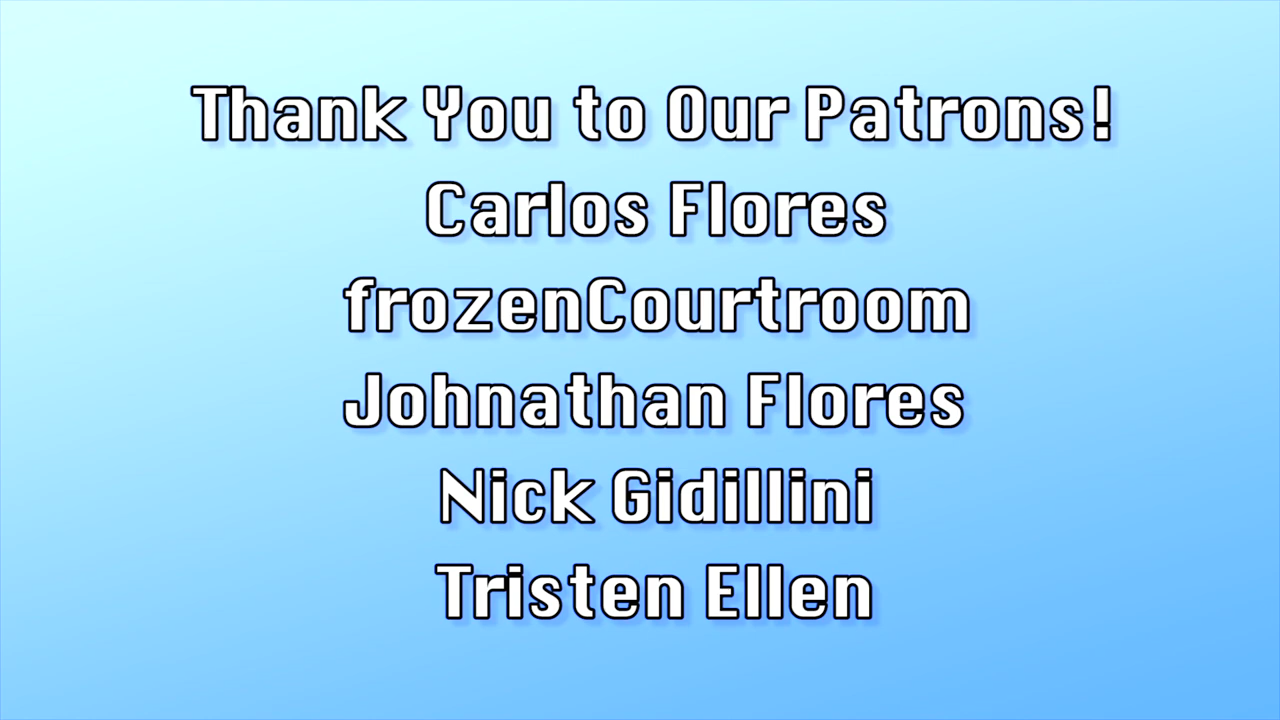 Thank You to Our Patrons!
Carlos Flores
frozenCourtroom
Johnathan Flores
Nick Gidillini
Tristen Ellen